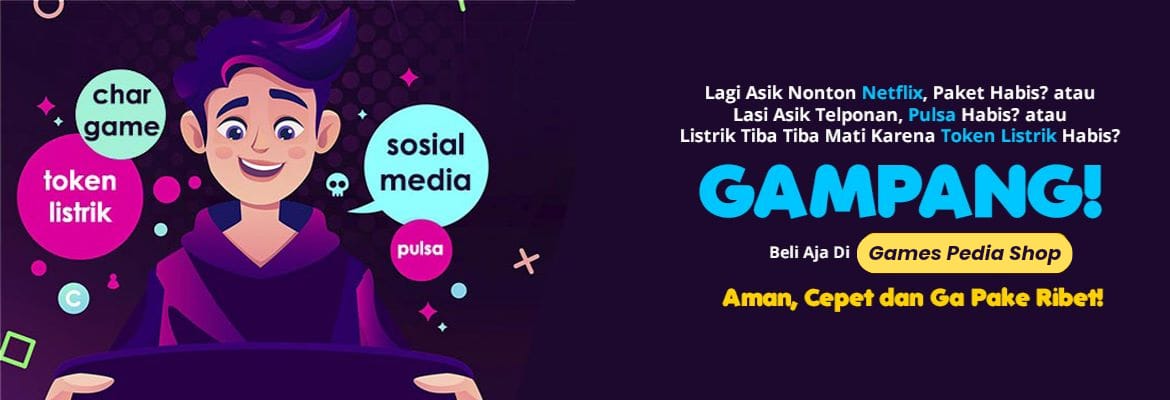 char
game
token
listrik
sosial
media
pulsa
C
Lagi Asik Nonton Netflix, Paket Habis? atau
Lasi Asik Telponan, Pulsa Habis? atau
Listrik Tiba Tiba Mati Karena Token Listrik Habis?
GAMPANG!
Beli Aja Di Games Pedia Shop
Aman, Cepet dan Ga Pake Ribet!